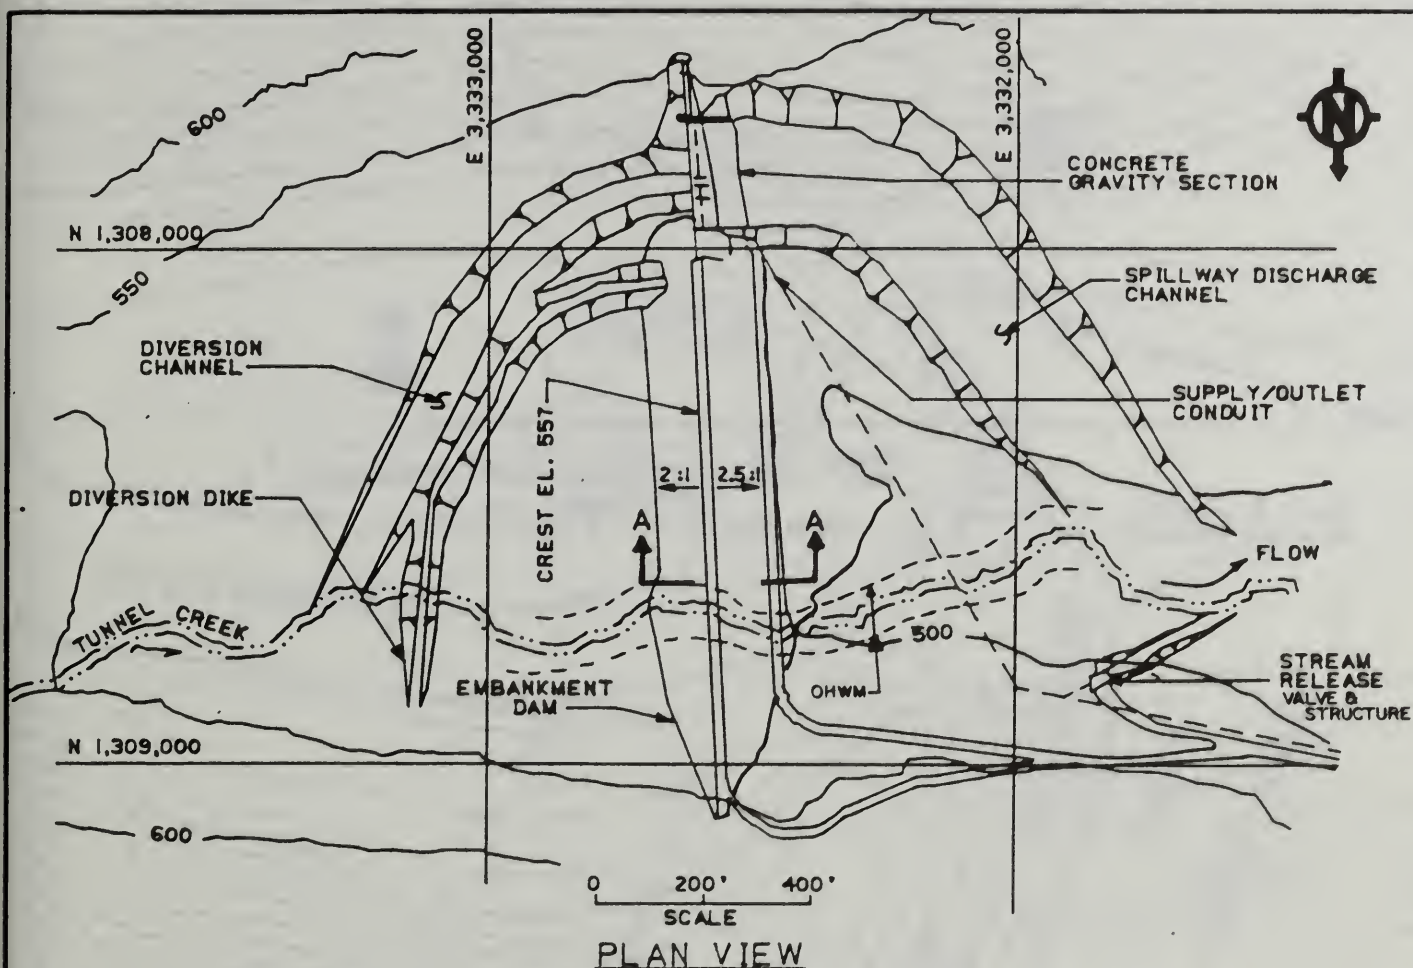 E 3,333,000
E 3,332,000
N
600
CONCRETE
GRAVITY SECTION
N 1,308,000
550
SPILLWAY DISCHARGE
CHANNEL
DIVERSION
CHANNEL
SUPPLY/OUTLET
CONDUIT
CREST EL. 557
2:1
2.5:1
DIVERSION DIKE
A
A
FLOW
TUNNEL CREEK
500
EMBANKMENT
DAM
OHWM
STREAM
RELEASE
VALVE &
STRUCTURE
N 1,309,000
600
0 200' 400'
SCALE
PLAN VIEW